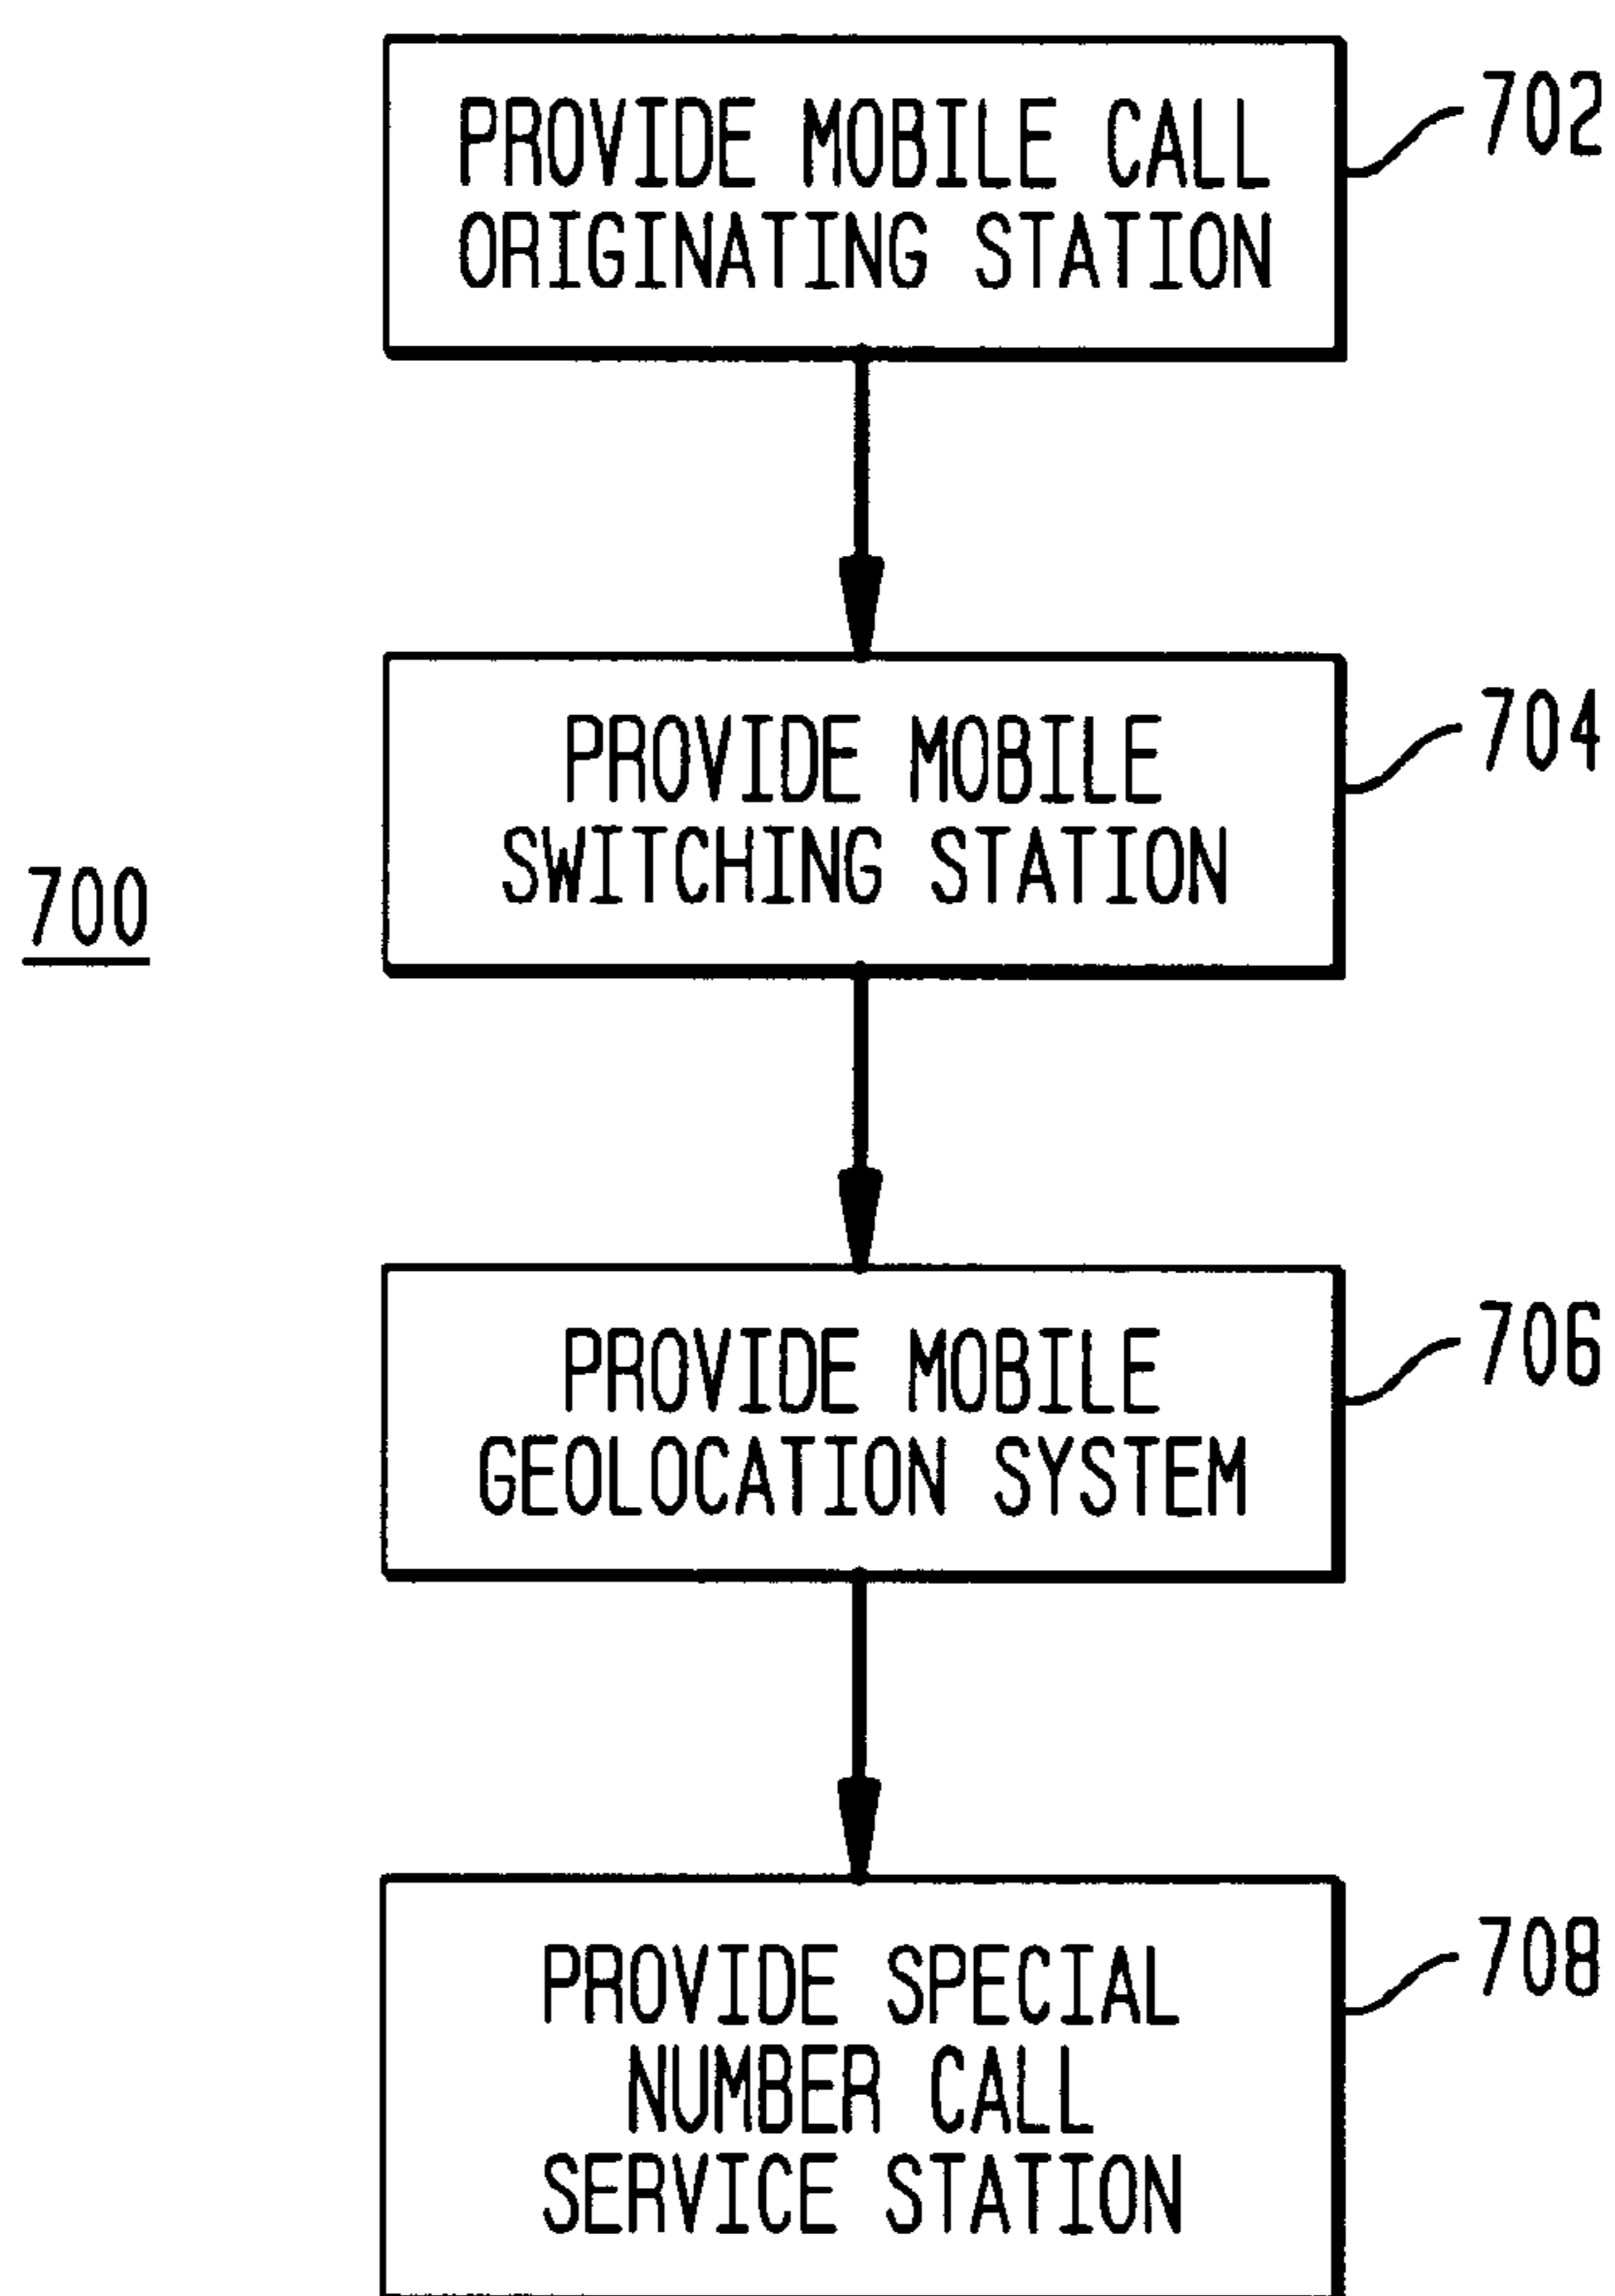 PROVIDE MOBILE CALL
ORIGINATING STATION
702
PROVIDE MOBILE
SWITCHING STATION
704
700
PROVIDE MOBILE
GEOLOCATION SYSTEM
706
PROVIDE SPECIAL
NUMBER CALL
SERVICE STATION
708